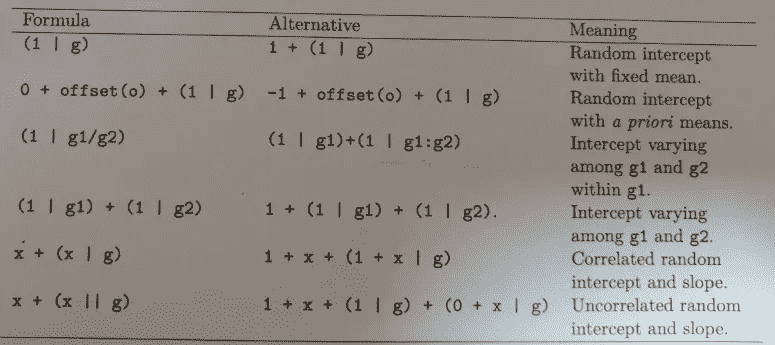 Formula Alternative Meaning
(1 | g) 1 + (1 | g) Random intercept
with fixed mean.
0 + offset(o) + (1 | g) -1 + offset(o) + (1 | g) Random intercept
with a priori means.
(1 | g1/g2) (1 | g1)+(1 | g1:g2) Intercept varying
among g1 and g2
within g1.
(1 | g1) + (1 | g2) 1 + (1 | g1) + (1 | g2). Intercept varying
among g1 and g2.
x + (x | g) 1 + x + (1 + x | g) Correlated random
intercept and slope.
x + (x || g) 1 + x + (1 | g) + (0 + x | g) Uncorrelated random
intercept and slope.